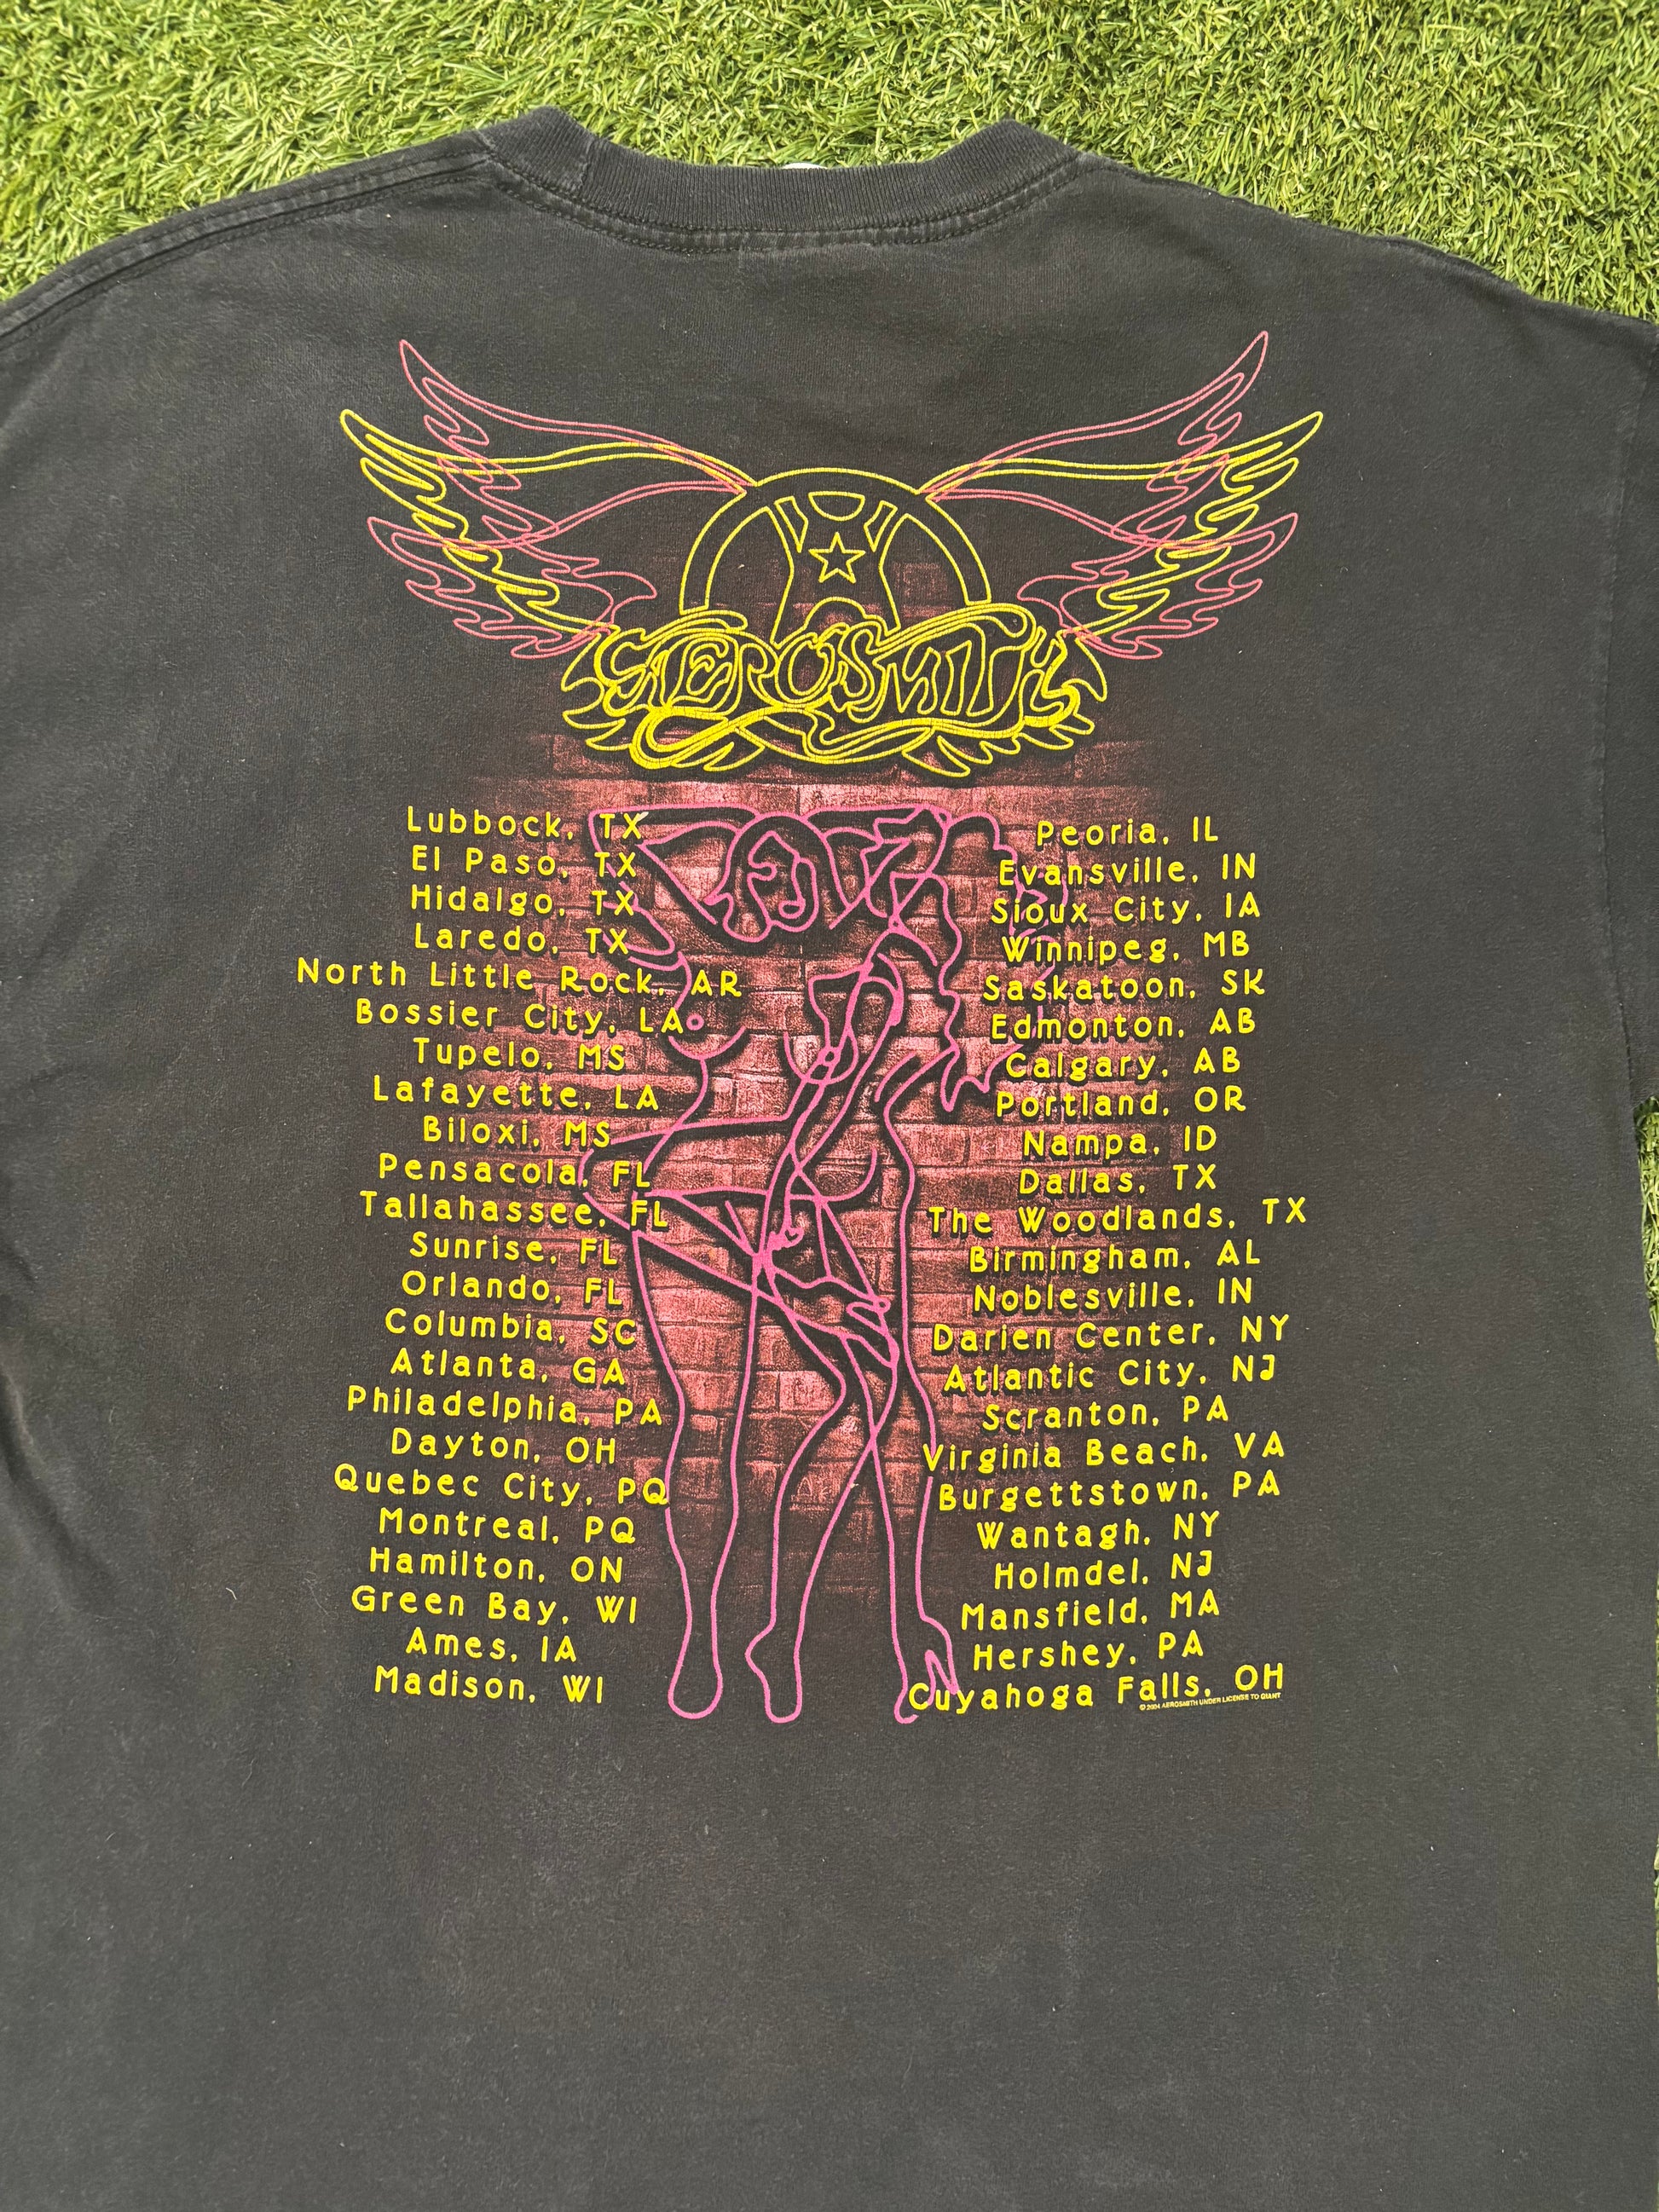 AEROSMITH
Lubbock, TX
El Paso, TX
Hidalgo, TX
Laredo, TX
North Little Rock, AR
Bossier City, LA
Tupelo, MS
Lafayette, LA
Biloxi, MS
Pensacola, FL
Tallahassee, FL
Sunrise, FL
Orlando, FL
Columbia, SC
Atlanta, GA
Philadelphia, PA
Dayton, OH
Quebec City, PQ
Montreal, PQ
Hamilton, ON
Green Bay, WI
Ames, IA
Madison, WI
Peoria, IL
Evansville, IN
Sioux City, IA
Winnipeg, MB
Saskatoon, SK
Edmonton, AB
Calgary, AB
Portland, OR
Nampa, ID
Dallas, TX
The Woodlands, TX
Birmingham, AL
Noblesville, IN
Darien Center, NY
Atlantic City, NJ
Scranton, PA
Virginia Beach, VA
Burgettstown, PA
Wantagh, NY
Holmdel, NJ
Mansfield, MA
Hershey, PA
Cuyahoga Falls, OH
© 2004 AEROSMITH UNDER LICENSE TO GIANT